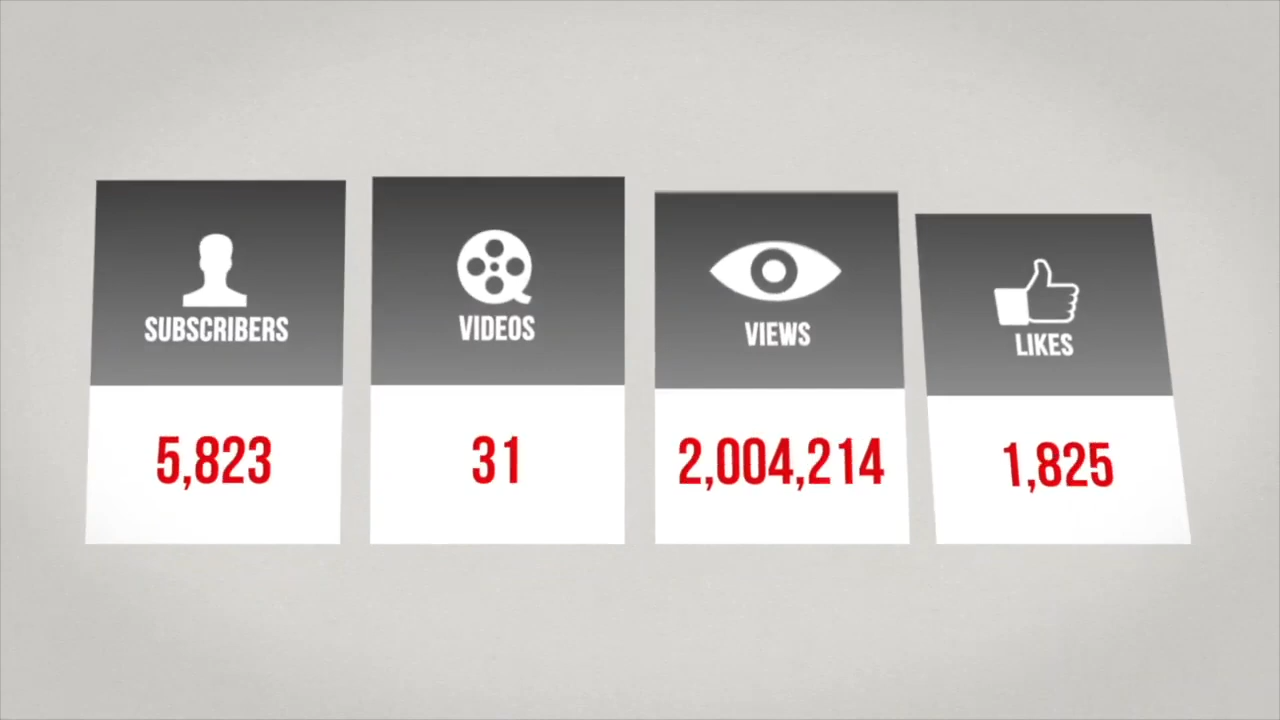 SUBSCRIBERS
5,823
VIDEOS
31
VIEWS
2,004,214
LIKES
1,825